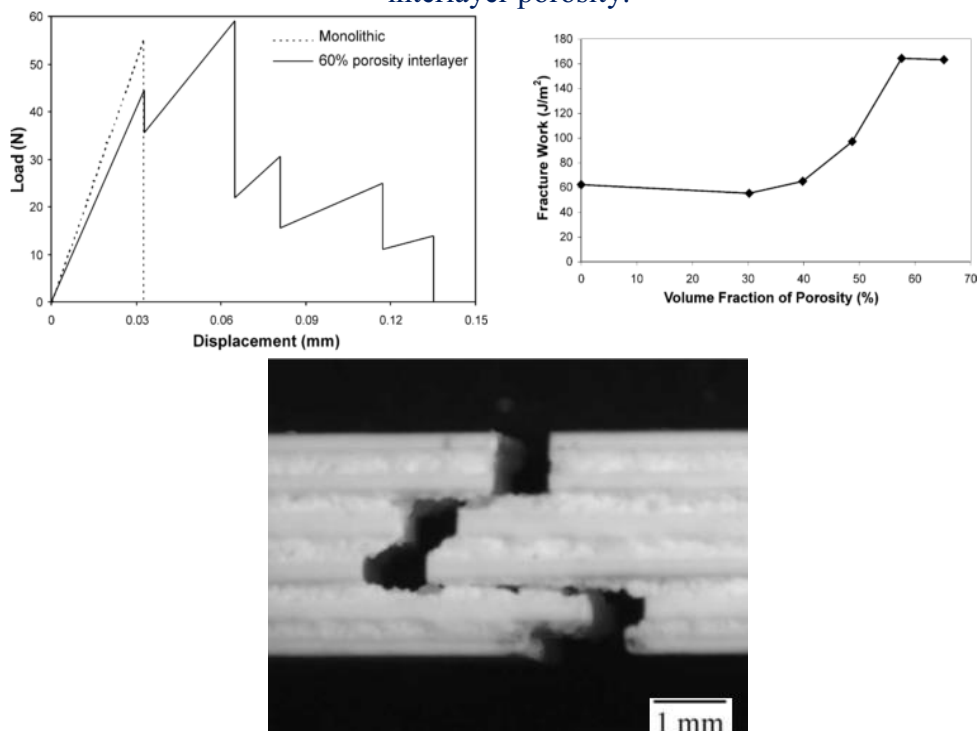 interlayer porosity.
60
50
40
30
20
10
0
Load (N)
Monolithic
60% porosity interlayer
0 0.03 0.06 0.09 0.12 0.15
Displacement (mm)
180
160
140
120
100
80
60
40
20
0
Fracture Work (J/m²)
0 10 20 30 40 50 60 70
Volume Fraction of Porosity (%)
1 mm